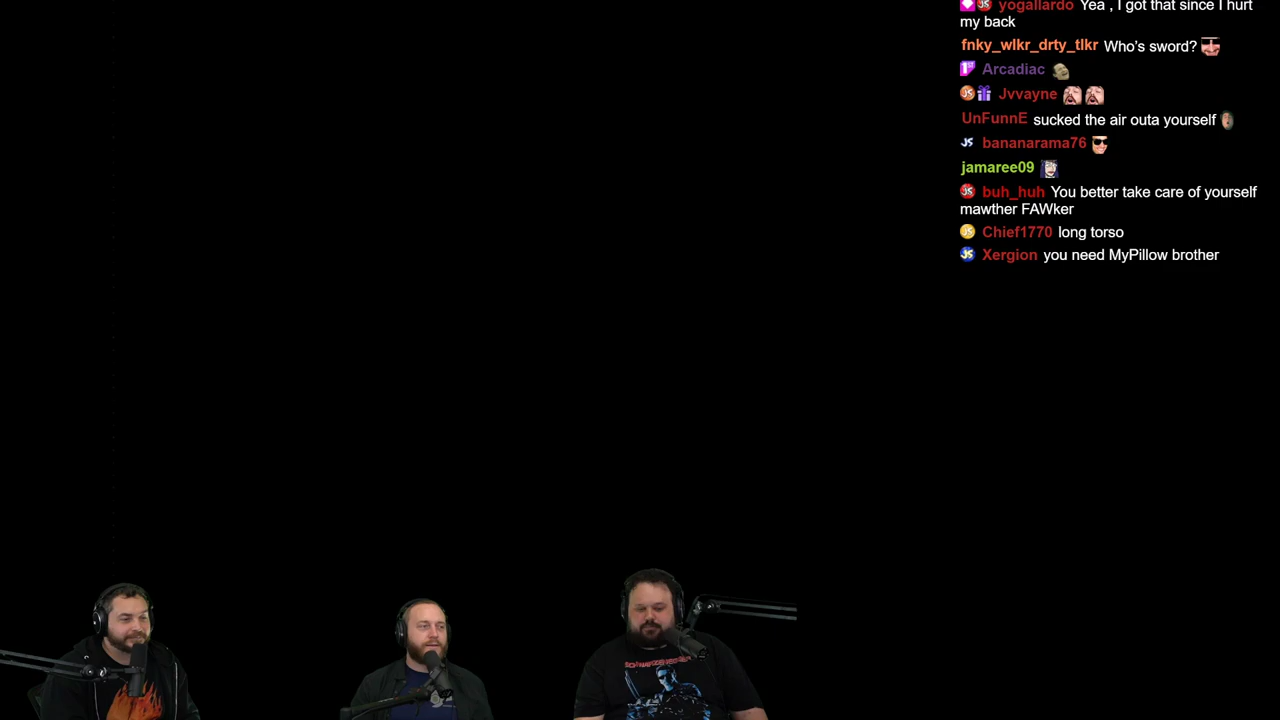 yogallardo Yea , I got that since I hurt
my back
fnky_wlkr_drty_tlkr Who's sword?
Arcadiac
Jvvayne
UnFunnE sucked the air outa yourself
JS bananarama76
jamaree09
buh_huh You better take care of yourself
mawther FAWker
Chief1770 long torso
Xergion you need MyPillow brother
SCHWARZENEGGER